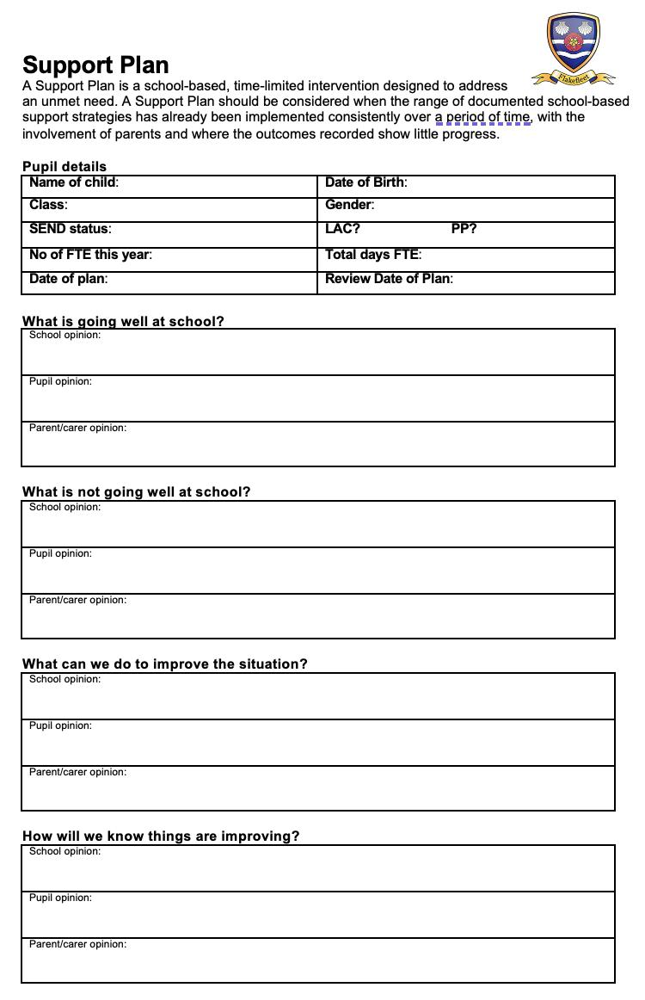 Flakefleet
Support Plan
A Support Plan is a school-based, time-limited intervention designed to address
an unmet need. A Support Plan should be considered when the range of documented school-based
support strategies has already been implemented consistently over a period of time, with the
involvement of parents and where the outcomes recorded show little progress.
Pupil details
Name of child: Date of Birth:
Class: Gender:
SEND status: LAC? PP?
No of FTE this year: Total days FTE:
Date of plan: Review Date of Plan:
What is going well at school?
School opinion:
Pupil opinion:
Parent/carer opinion:
What is not going well at school?
School opinion:
Pupil opinion:
Parent/carer opinion:
What can we do to improve the situation?
School opinion:
Pupil opinion:
Parent/carer opinion:
How will we know things are improving?
School opinion:
Pupil opinion:
Parent/carer opinion: